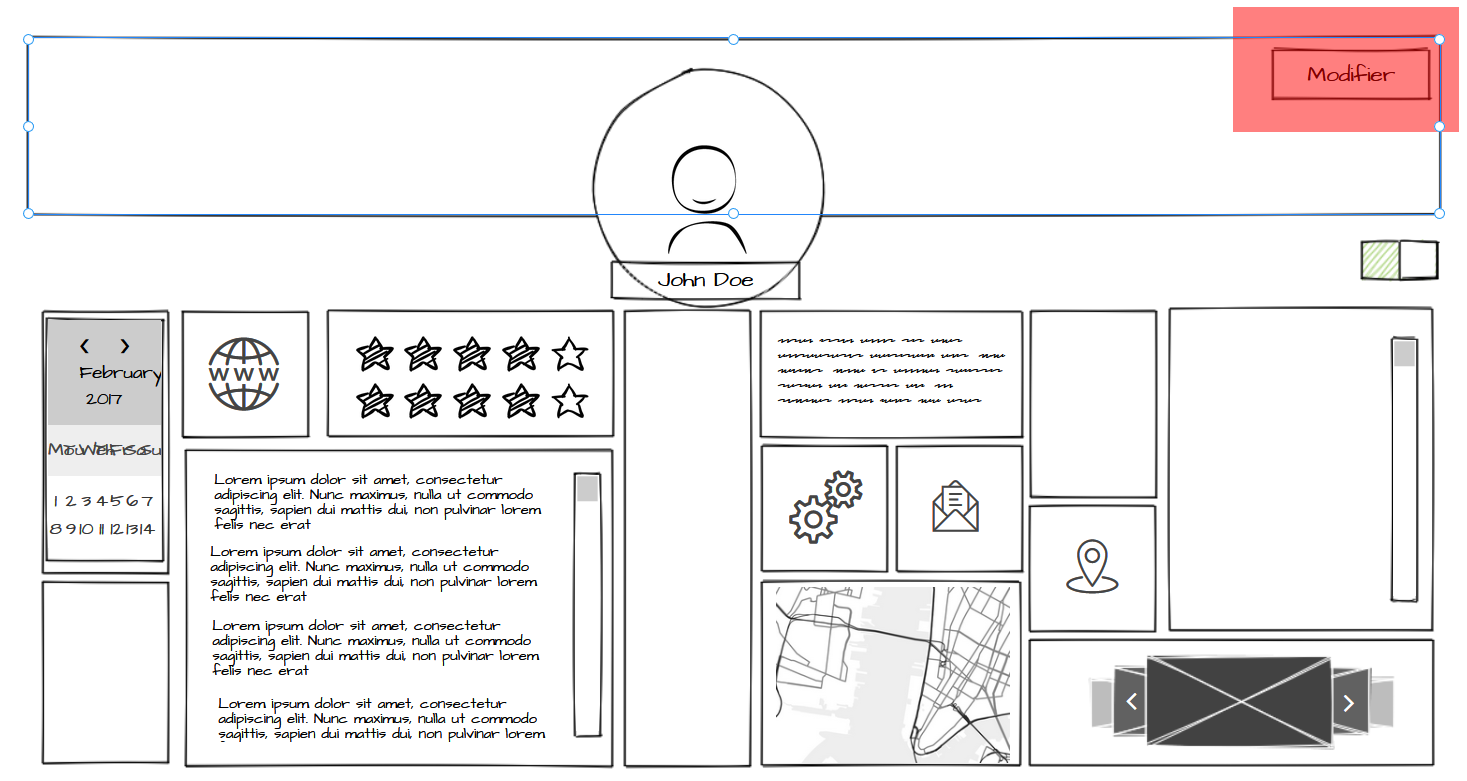 Modifier
John Doe
February
2017
1 2 3 4 5 6 7
8 9 10 11 12 13 14
WWW
Lorem ipsum dolor sit amet, consectetur
adipiscing elit. Nunc maximus, nulla ut commodo
sagittis, sapien dui mattis dui, non pulvinar lorem
felis nec erat
Lorem ipsum dolor sit amet, consectetur
adipiscing elit. Nunc maximus, nulla ut commodo
sagittis, sapien dui mattis dui, non pulvinar lorem
felis nec erat
Lorem ipsum dolor sit amet, consectetur
adipiscing elit. Nunc maximus, nulla ut commodo
sagittis, sapien dui mattis dui, non pulvinar lorem
felis nec erat
Lorem ipsum dolor sit amet, consectetur
adipiscing elit. Nunc maximus, nulla ut commodo
sagittis, sapien dui mattis dui, non pulvinar lorem